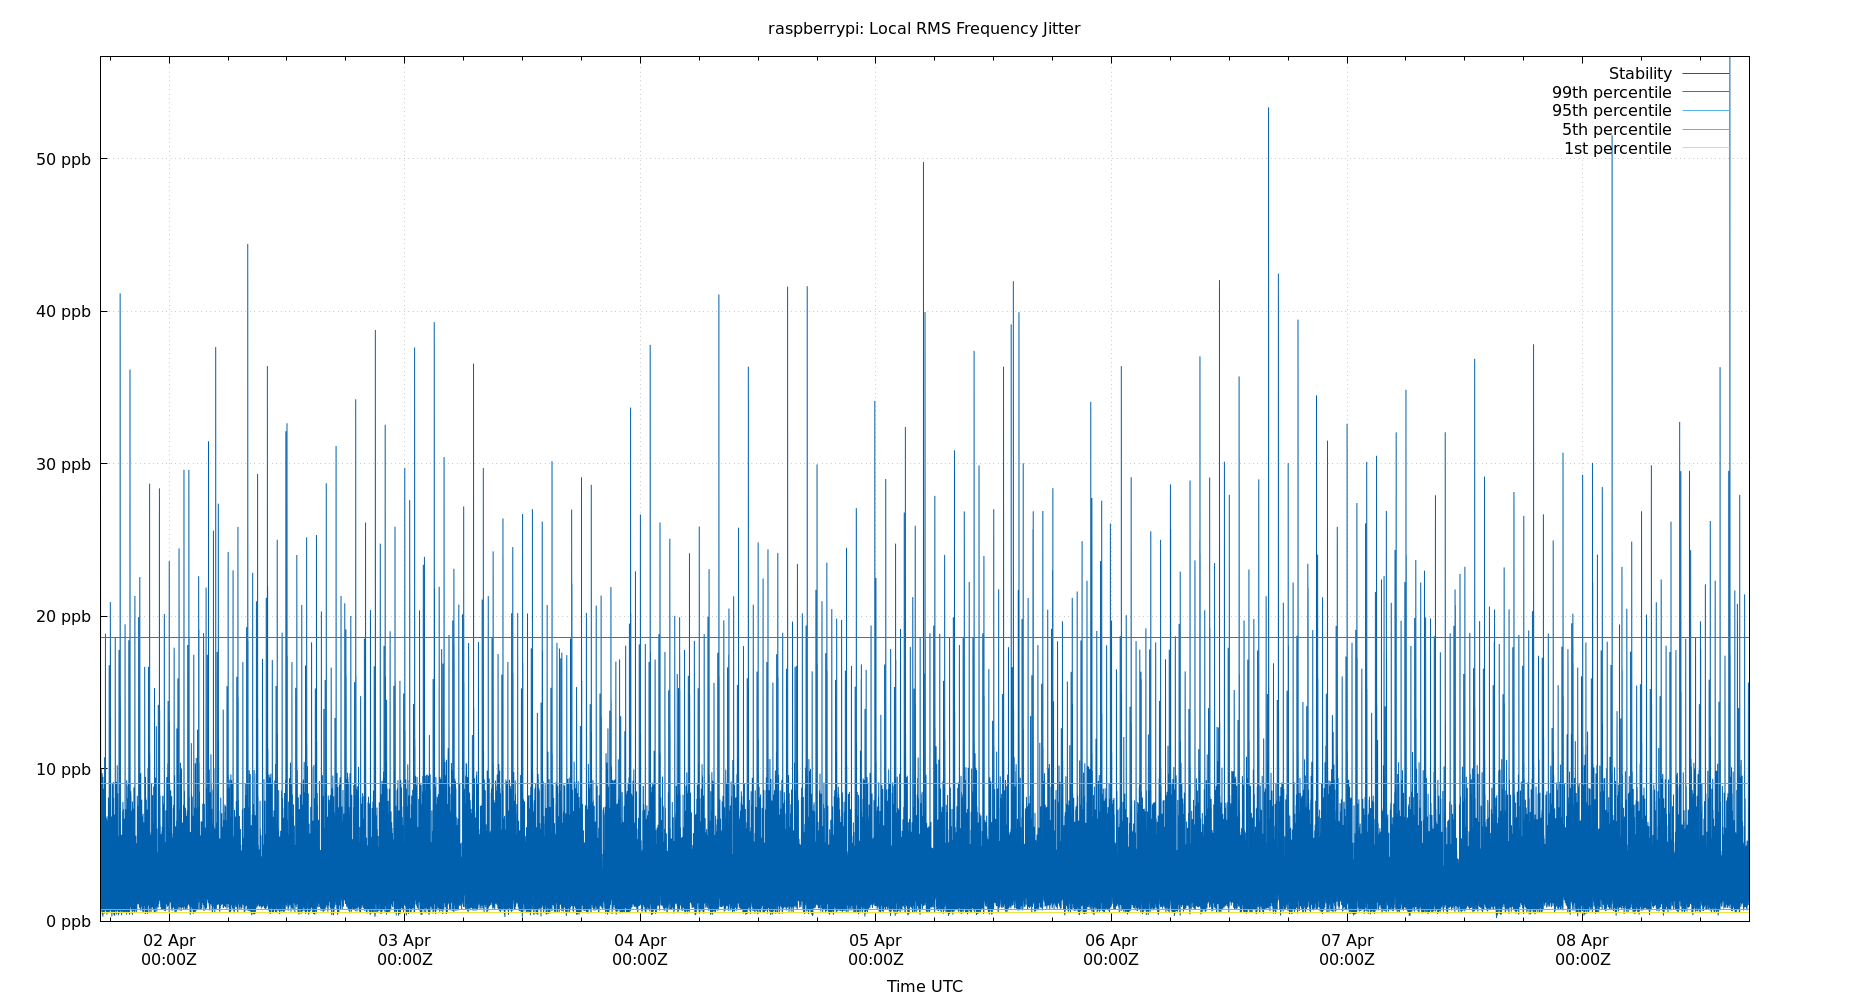 raspberrypi: Local RMS Frequency Jitter
Stability
99th percentile
95th percentile
5th percentile
1st percentile
50 ppb
40 ppb
30 ppb
20 ppb
10 ppb
0 ppb
02 Apr 03 Apr 04 Apr 05 Apr 06 Apr 07 Apr 08 Apr
00:00Z 00:00Z 00:00Z 00:00Z 00:00Z 00:00Z 00:00Z
Time UTC